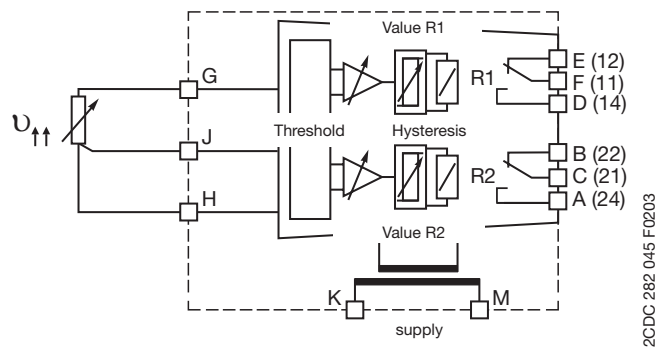 Value R1
G
E (12)
R1
F (11)
D (14)
ʋ↑↑
Threshold
Hysteresis
J
B (22)
R2
C (21)
H
A (24)
Value R2
K
M
supply
2CDC 282 045 F0203